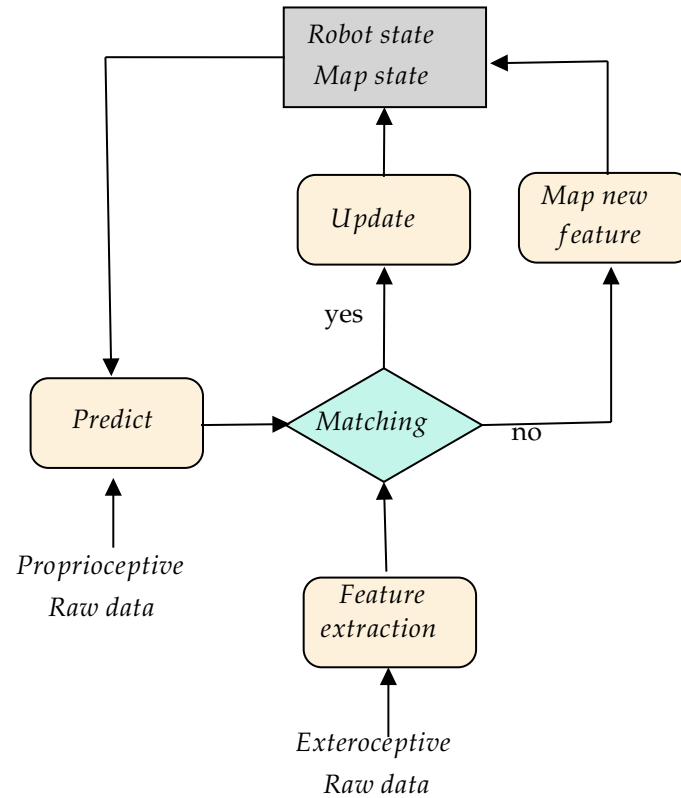 Robot state
Map state
Update
Map new
feature
yes
Predict
Matching
no
Proprioceptive
Raw data
Feature
extraction
Exteroceptive
Raw data